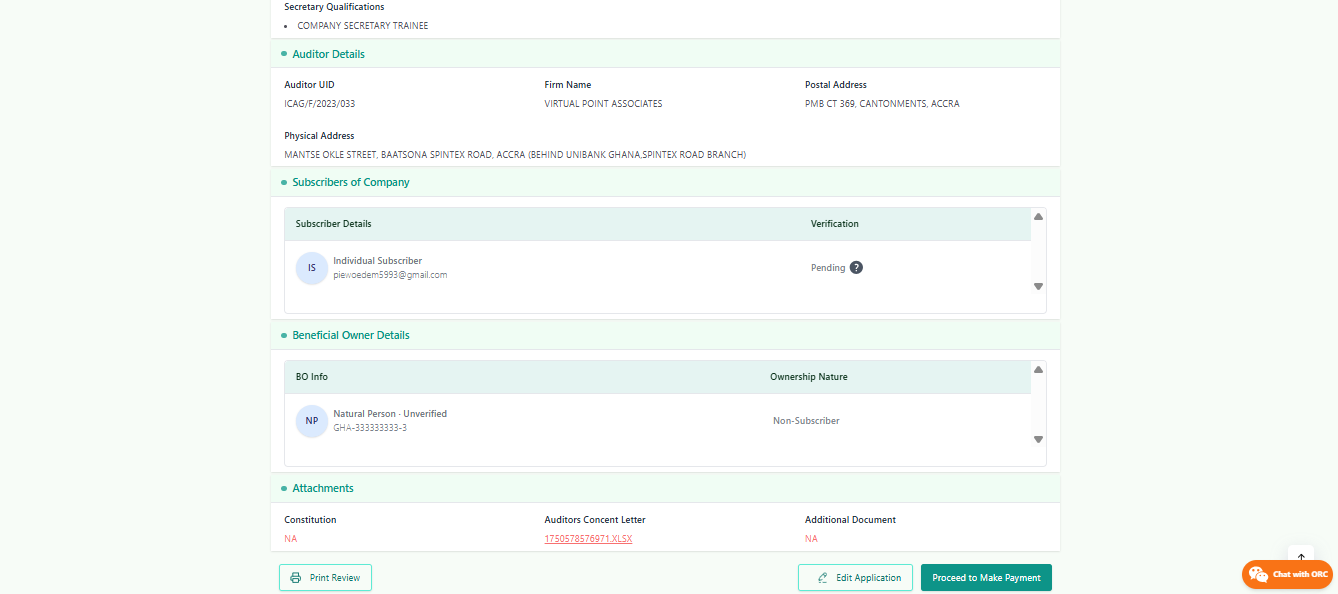 Secretary Qualifications
• COMPANY SECRETARY TRAINEE
Auditor Details
Auditor UID Firm Name Postal Address
ICAG/F/2023/033 VIRTUAL POINT ASSOCIATES PMB CT 369, CANTONMENTS, ACCRA
Physical Address
MANTSE OKLE STREET, BAATSONA SPINTEX ROAD, ACCRA (BEHIND UNIBANK GHANA,SPINTEX ROAD BRANCH)
Subscribers of Company
Subscriber Details Verification
IS Individual Subscriber Pending ?
piewoedem5993@gmail.com
Beneficial Owner Details
BO Info Ownership Nature
NP Natural Person - Unverified Non-Subscriber
GHA-333333333-3
Attachments
Constitution Auditors Concent Letter Additional Document
NA 1750578576971.XLSX NA
Print Review Edit Application Proceed to Make Payment
Chat with ORC